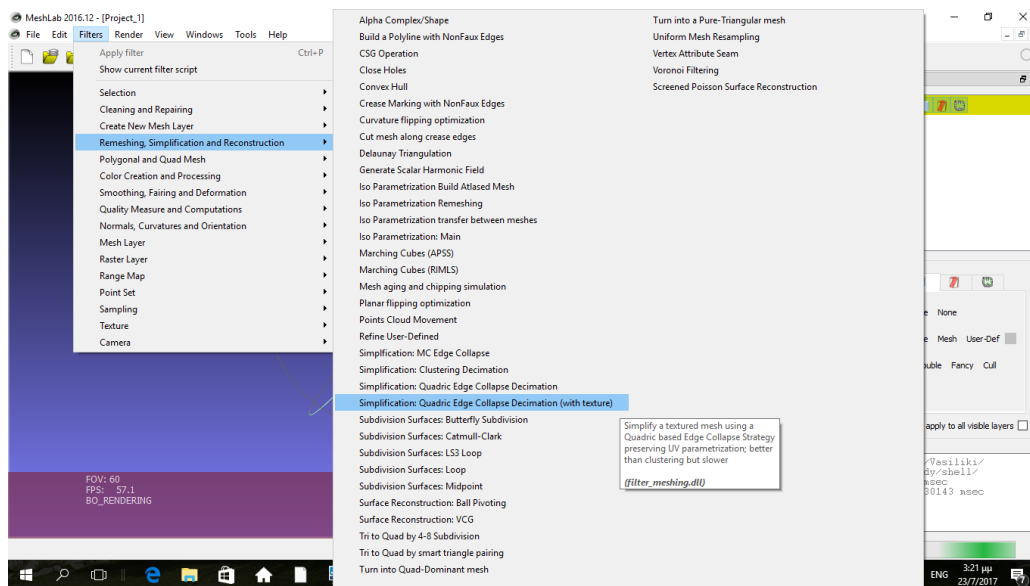 MeshLab 2016.12 - [Project_1]
File Edit Filters Render View Windows Tools Help
Apply filter Ctrl+P
Show current filter script
Selection
Cleaning and Repairing
Create New Mesh Layer
Remeshing, Simplification and Reconstruction
Polygonal and Quad Mesh
Color Creation and Processing
Smoothing, Fairing and Deformation
Quality Measure and Computations
Normals, Curvatures and Orientation
Mesh Layer
Raster Layer
Range Map
Point Set
Sampling
Texture
Camera
Alpha Complex/Shape
Build a Polyline with NonFaux Edges
CSG Operation
Close Holes
Convex Hull
Crease Marking with NonFaux Edges
Curvature flipping optimization
Cut mesh along crease edges
Delaunay Triangulation
Generate Scalar Harmonic Field
Iso Parametrization Build Atlased Mesh
Iso Parametrization Remeshing
Iso Parametrization transfer between meshes
Iso Parametrization: Main
Marching Cubes (APSS)
Marching Cubes (RIMLS)
Mesh aging and chipping simulation
Planar flipping optimization
Points Cloud Movement
Refine User-Defined
Simplfication: MC Edge Collapse
Simplification: Clustering Decimation
Simplification: Quadric Edge Collapse Decimation
Simplification: Quadric Edge Collapse Decimation (with texture)
Subdivision Surfaces: Butterfly Subdivision
Subdivision Surfaces: Catmull-Clark
Subdivision Surfaces: LS3 Loop
Subdivision Surfaces: Loop
Subdivision Surfaces: Midpoint
Surface Reconstruction: Ball Pivoting
Surface Reconstruction: VCG
Tri to Quad by 4-8 Subdivision
Tri to Quad by smart triangle pairing
Turn into Quad-Dominant mesh
Turn into a Pure-Triangular mesh
Uniform Mesh Resampling
Vertex Attribute Seam
Voronoi Filtering
Screened Poisson Surface Reconstruction
Simplify a textured mesh using a
Quadric based Edge Collapse Strategy
preserving UV parametrization; better
than clustering but slower
(filter_meshing.dll)
None
Mesh User-Def
Fancy Cull
apply to all visible layers
/Vasiliki/
dy/shell/
msec
30143 msec
FOV: 60
FPS: 57.1
BO_RENDERING
ENG
3:21 μμ
23/7/2017